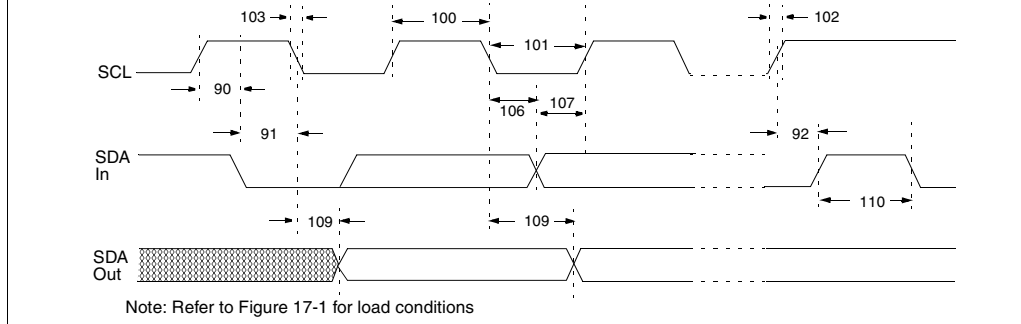 103 100 101 102
SCL
90 106 107
91 92
SDA
In
109 109 110
SDA
Out
Note: Refer to Figure 17-1 for load conditions